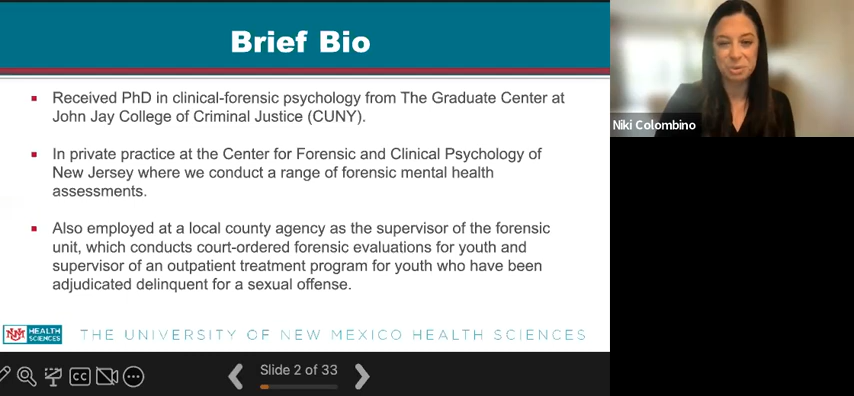 Brief Bio
Received PhD in clinical-forensic psychology from The Graduate Center at
John Jay College of Criminal Justice (CUNY).
In private practice at the Center for Forensic and Clinical Psychology of
New Jersey where we conduct a range of forensic mental health
assessments.
Also employed at a local county agency as the supervisor of the forensic
unit, which conducts court-ordered forensic evaluations for youth and
supervisor of an outpatient treatment program for youth who have been
adjudicated delinquent for a sexual offense.
HEALTH
SCIENCES
THE UNIVERSITY OF NEW MEXICO HEALTH SCIENCES
CC
Slide 2 of 33
Niki Colombino